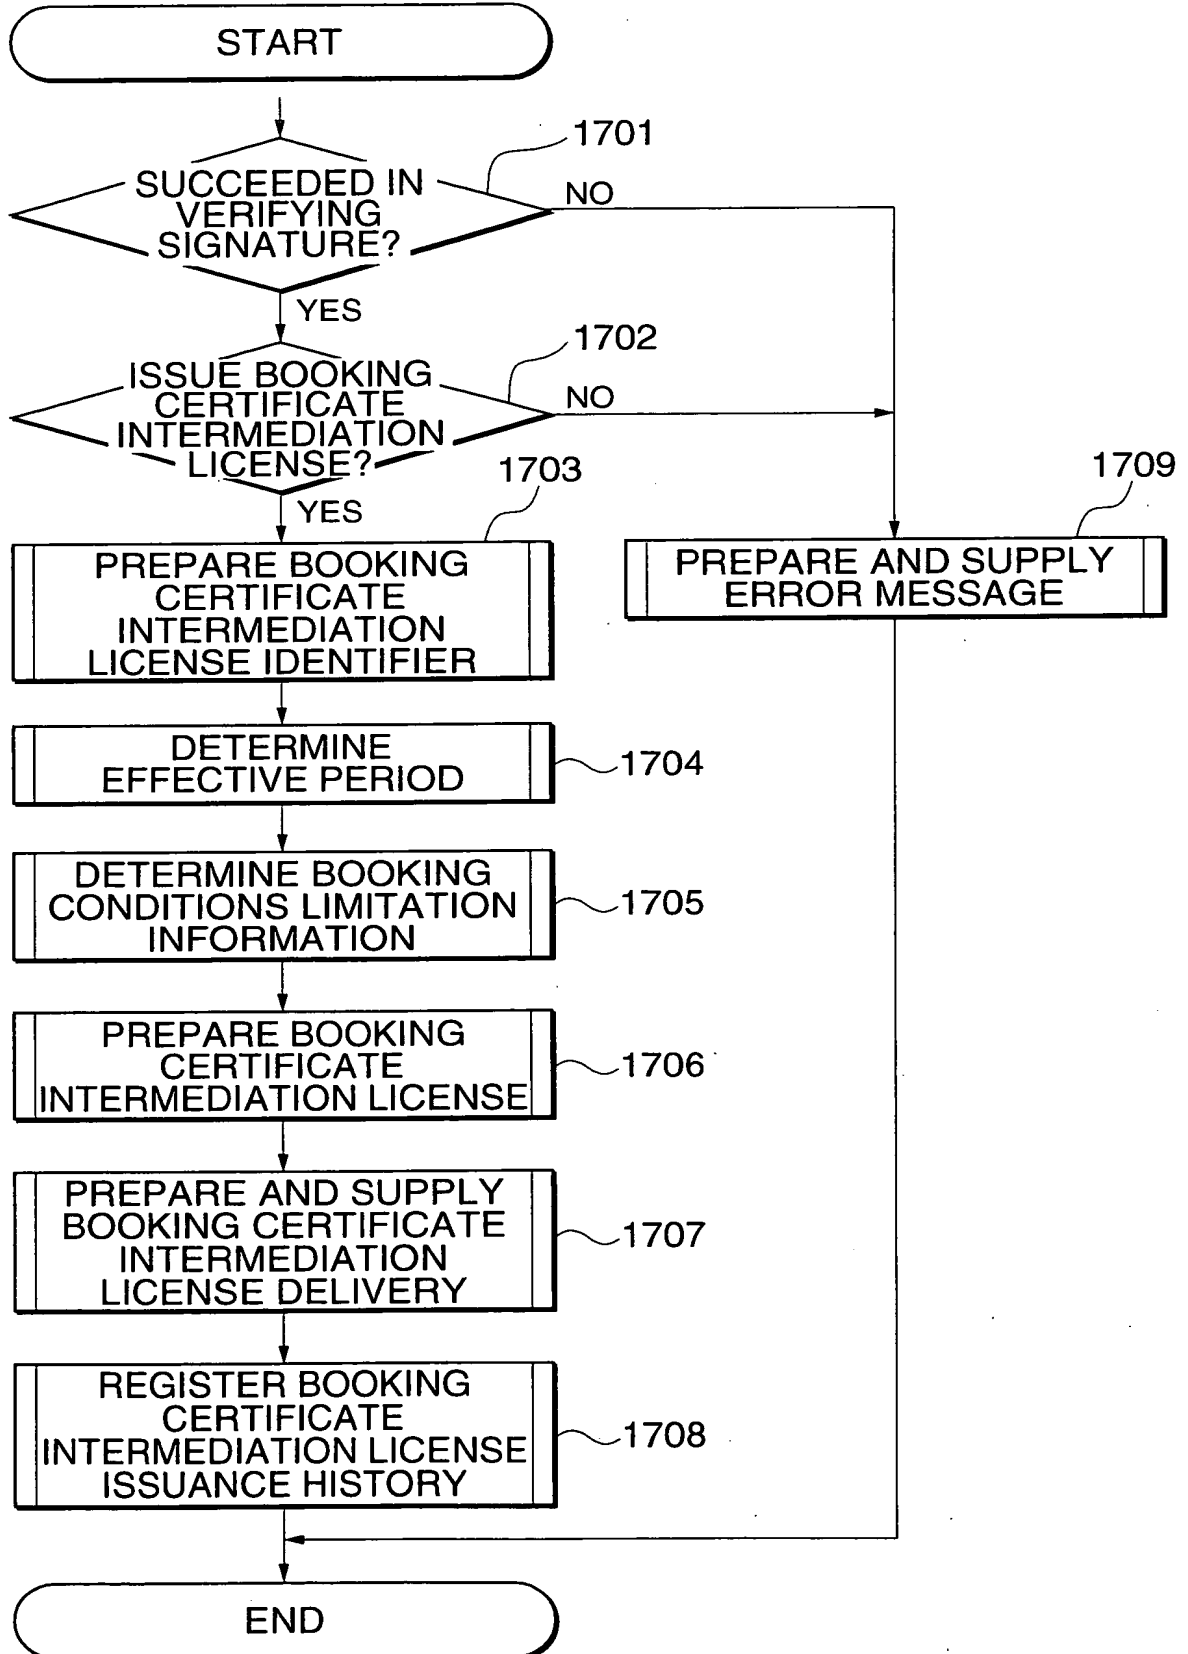 START
1701
SUCCEEDED IN
VERIFYING
SIGNATURE?
NO
YES
1702
ISSUE BOOKING
CERTIFICATE
INTERMEDIATION
LICENSE?
NO
YES
1703
PREPARE BOOKING
CERTIFICATE
INTERMEDIATION
LICENSE IDENTIFIER
1709
PREPARE AND SUPPLY
ERROR MESSAGE
DETERMINE
EFFECTIVE PERIOD
1704
DETERMINE BOOKING
CONDITIONS LIMITATION
INFORMATION
1705
PREPARE BOOKING
CERTIFICATE
INTERMEDIATION LICENSE
1706
PREPARE AND SUPPLY
BOOKING CERTIFICATE
INTERMEDIATION
LICENSE DELIVERY
1707
REGISTER BOOKING
CERTIFICATE
INTERMEDIATION LICENSE
ISSUANCE HISTORY
1708
END